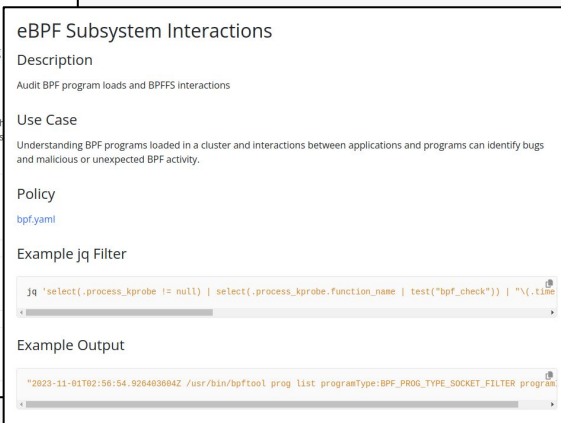 eBPF Subsystem Interactions
Description
Audit BPF program loads and BPFFS interactions
Use Case
Understanding BPF programs loaded in a cluster and interactions between applications and programs can identify bugs
and malicious or unexpected BPF activity.
Policy
bpf.yaml
Example jq Filter
jq 'select(.process_kprobe != null) | select(.process_kprobe.function_name | test("bpf_check")) | "\(.time
Example Output
"2023-11-01T02:56:54.926403604Z /usr/bin/bpftool prog list programType:BPF_PROG_TYPE_SOCKET_FILTER program